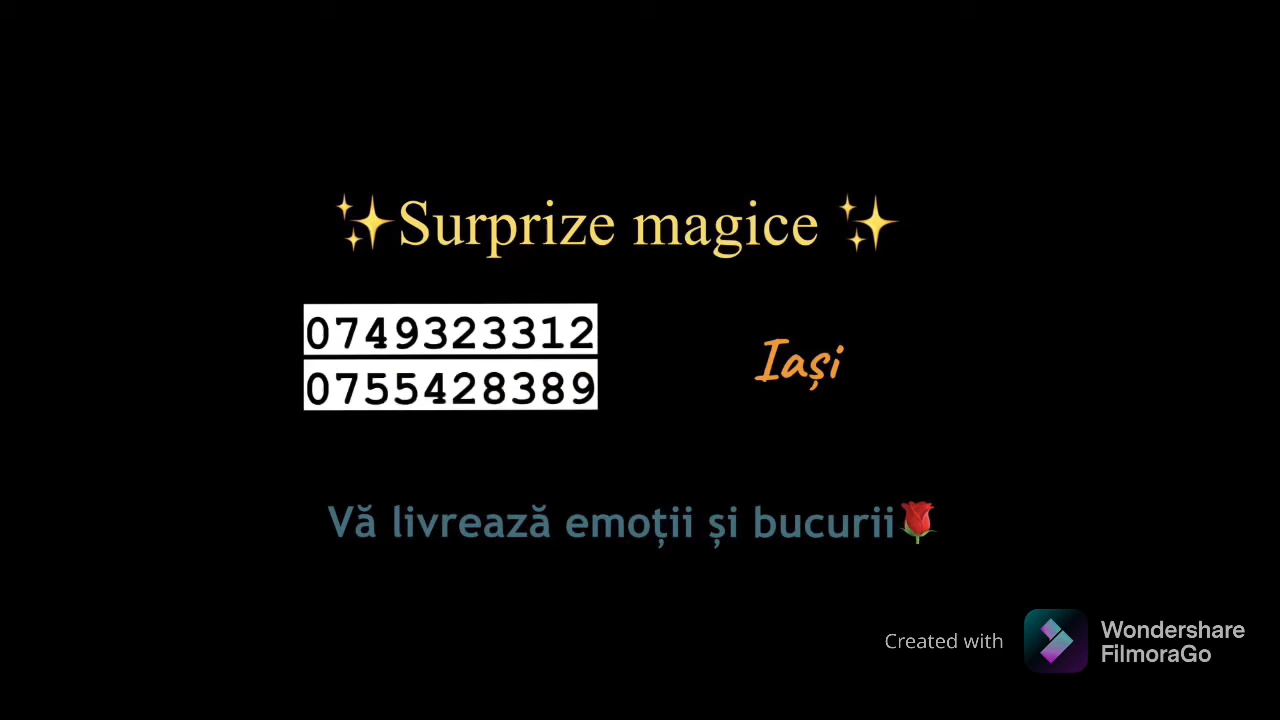 ✨Surprize magice ✨
0749323312
0755428389
Iași
Vă livrează emoții și bucurii🌹
Created with
Wondershare
FilmoraGo